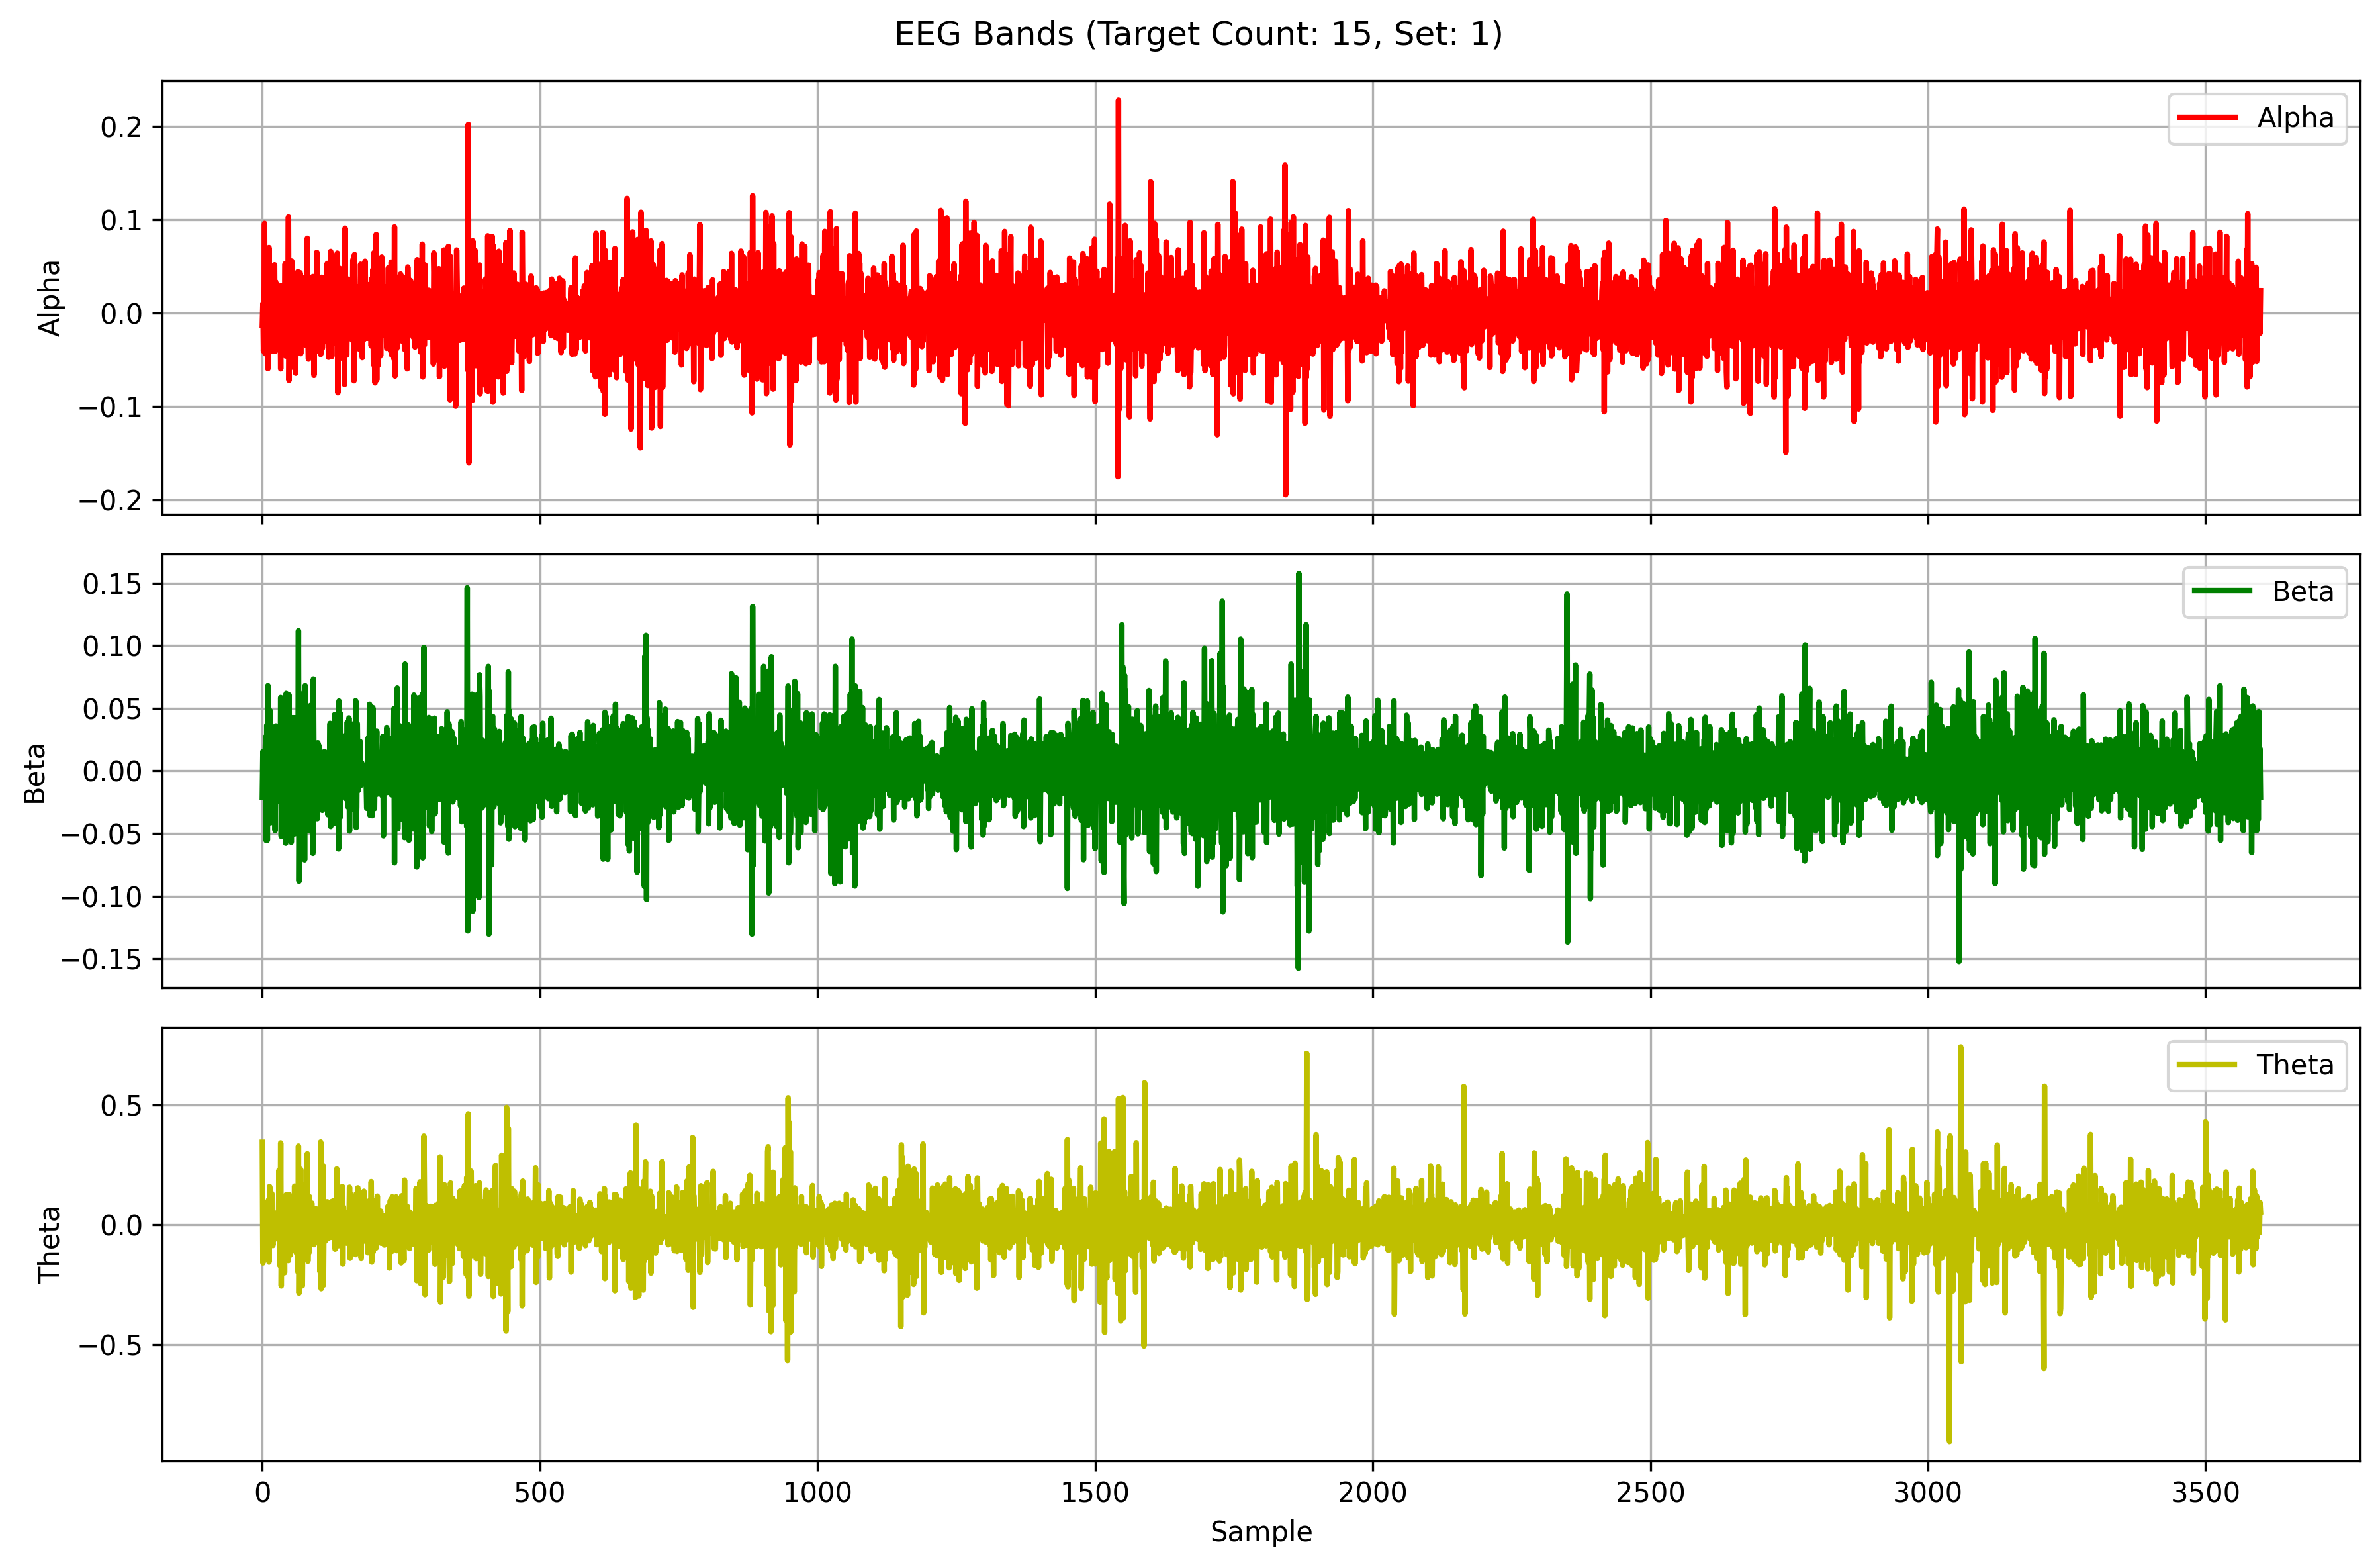 EEG Bands (Target Count: 15, Set: 1)
Alpha
0.2
0.1
0.0
−0.1
−0.2
Alpha
Beta
0.15
0.10
0.05
0.00
−0.05
−0.10
−0.15
Beta
Theta
0.5
0.0
−0.5
Theta
0 500 1000 1500 2000 2500 3000 3500
Sample